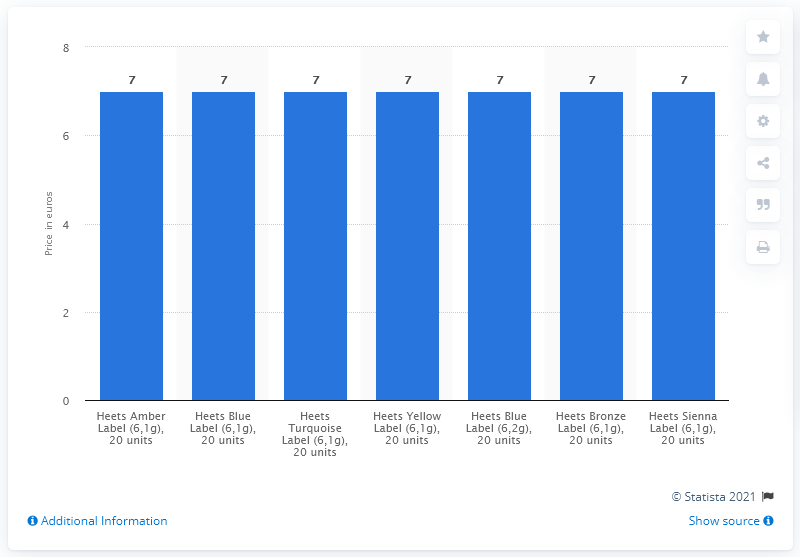 8
7 7 7 7 7 7 7
6
4
2
0
Price in euros
Heets Amber Label (6,1g), 20 units
Heets Blue Label (6,1g), 20 units
Heets Turquoise Label (6,1g), 20 units
Heets Yellow Label (6,1g), 20 units
Heets Blue Label (6,2g), 20 units
Heets Bronze Label (6,1g), 20 units
Heets Sienna Label (6,1g), 20 units
© Statista 2021
Additional Information
Show source